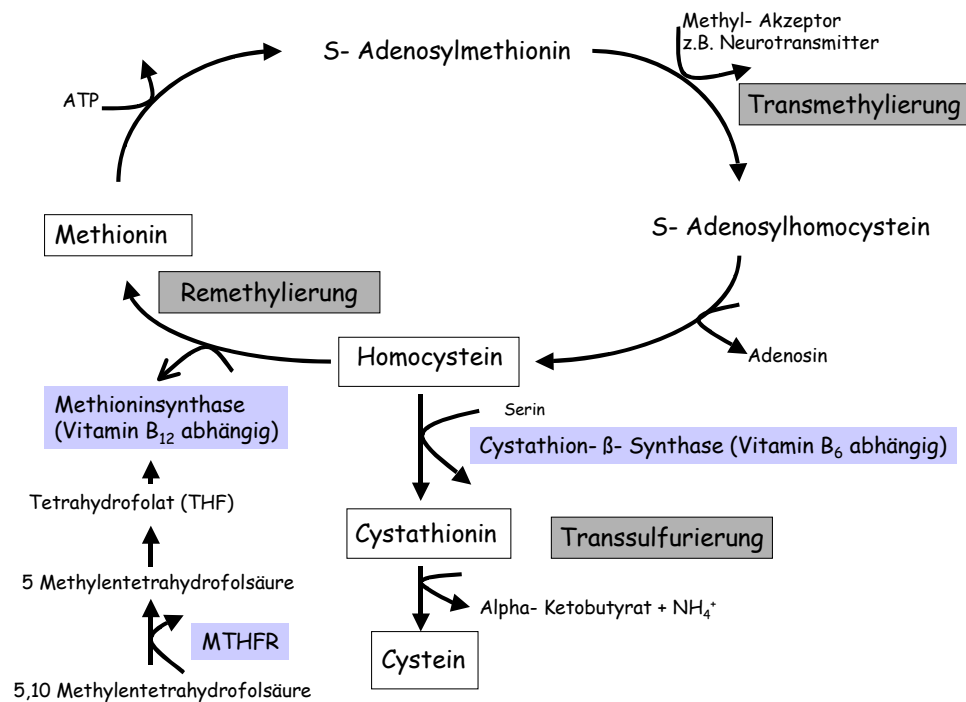 S- Adenosylmethionin
Methyl- Akzeptor
z.B. Neurotransmitter
ATP
Transmethylierung
Methionin
S- Adenosylhomocystein
Remethylierung
Homocystein
Adenosin
Methioninsynthase
(Vitamin B₁₂ abhängig)
Serin
Cystathion- ß- Synthase (Vitamin B₆ abhängig)
Tetrahydrofolat (THF)
Cystathionin
Transsulfurierung
5 Methylentetrahydrofolsäure
Alpha- Ketobutyrat + NH₄⁺
MTHFR
Cystein
5,10 Methylentetrahydrofolsäure